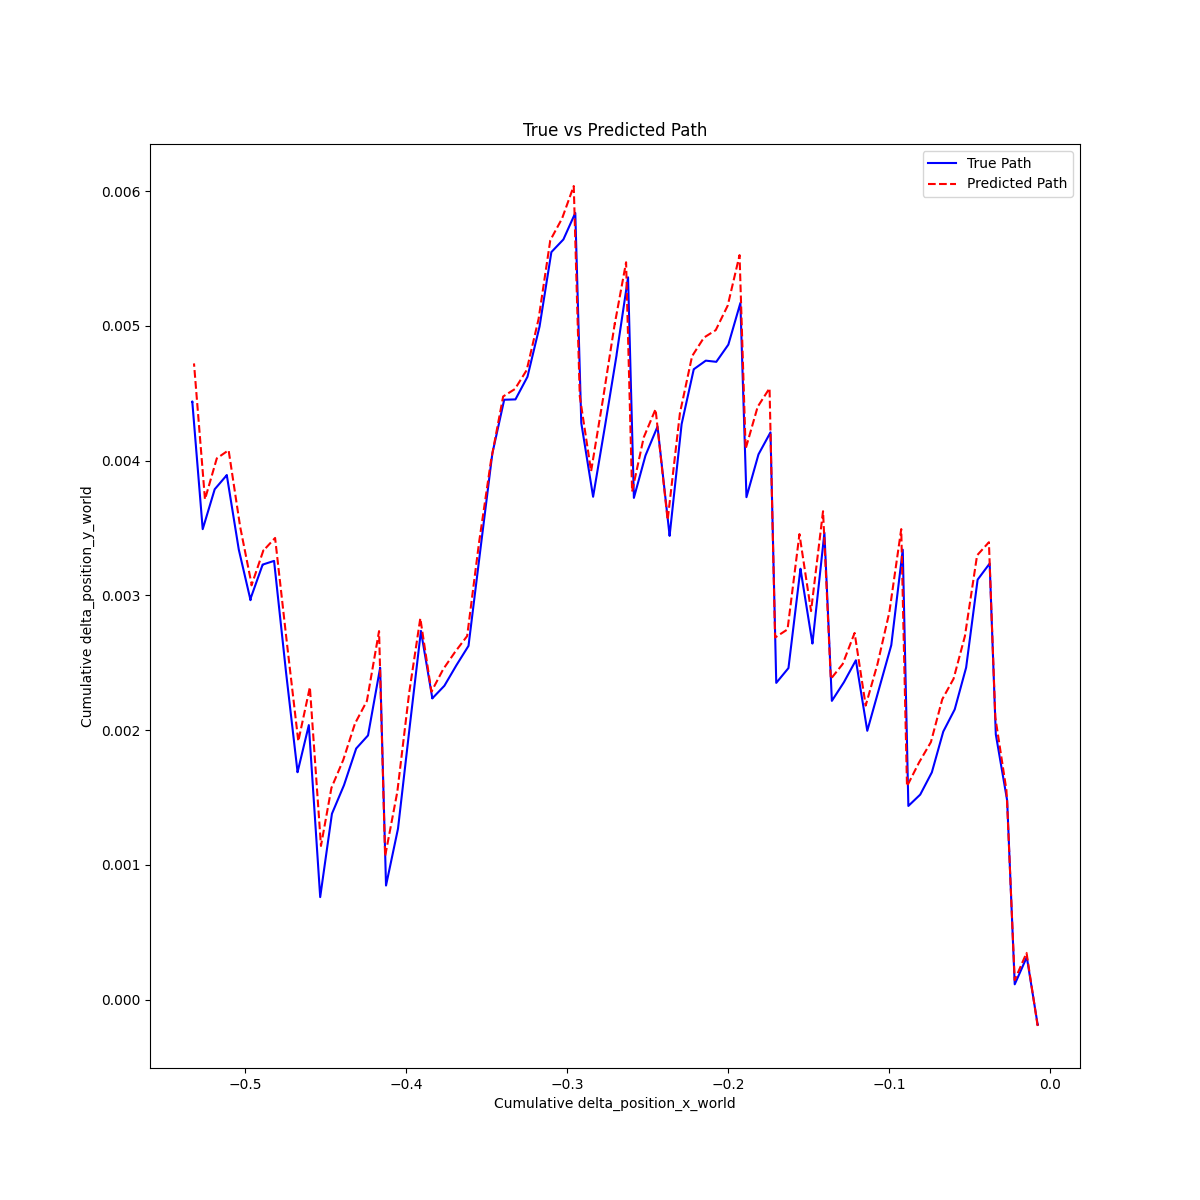 True vs Predicted Path
True Path
Predicted Path
0.006
0.005
0.004
0.003
0.002
0.001
0.000
Cumulative delta_position_y_world
−0.5
−0.4
−0.3
−0.2
−0.1
0.0
Cumulative delta_position_x_world